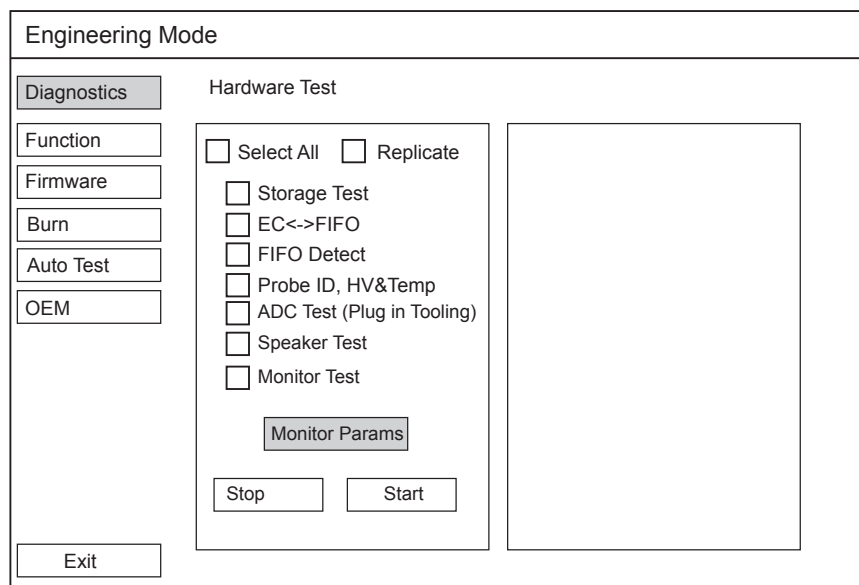 Engineering Mode
Diagnostics
Function
Firmware
Burn
Auto Test
OEM
Exit
Hardware Test
Select All Replicate
Storage Test
EC<->FIFO
FIFO Detect
Probe ID, HV&Temp
ADC Test (Plug in Tooling)
Speaker Test
Monitor Test
Monitor Params
Stop Start